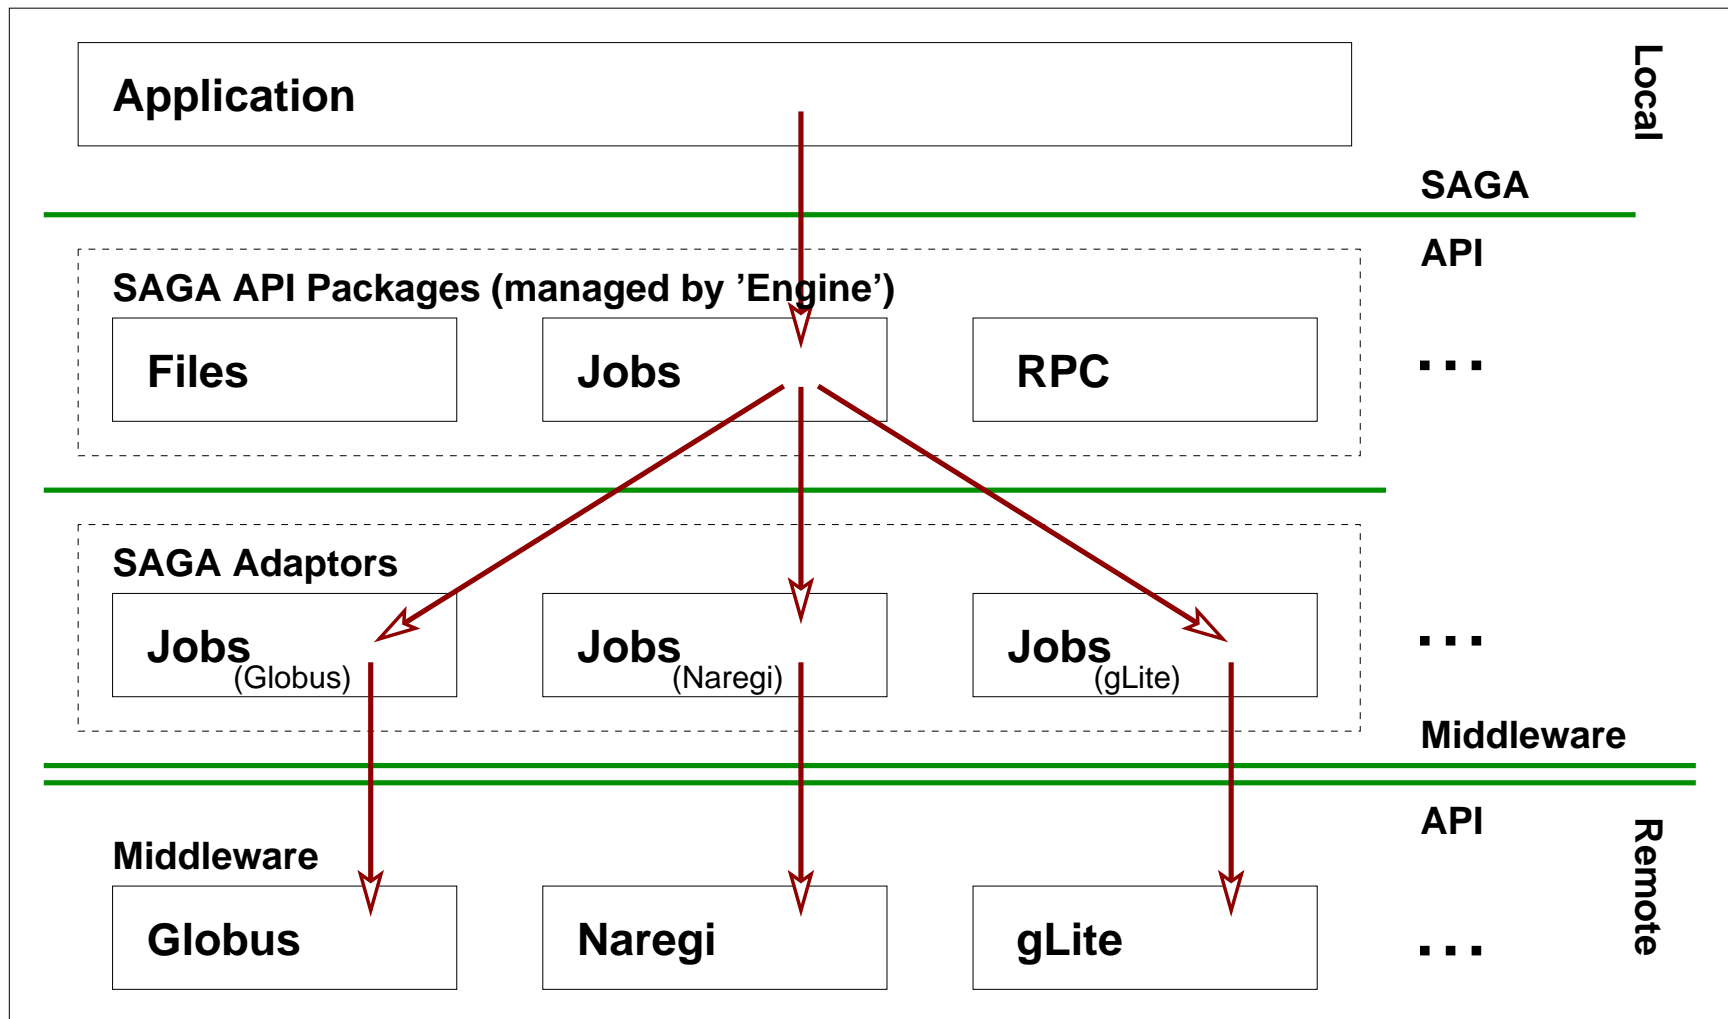 Application
Local
SAGA
API
SAGA API Packages (managed by ’Engine’)
Files
Jobs
RPC
...
SAGA Adaptors
Jobs
(Globus)
Jobs
(Naregi)
Jobs
(gLite)
...
Middleware
API
Middleware
Remote
Globus
Naregi
gLite
...